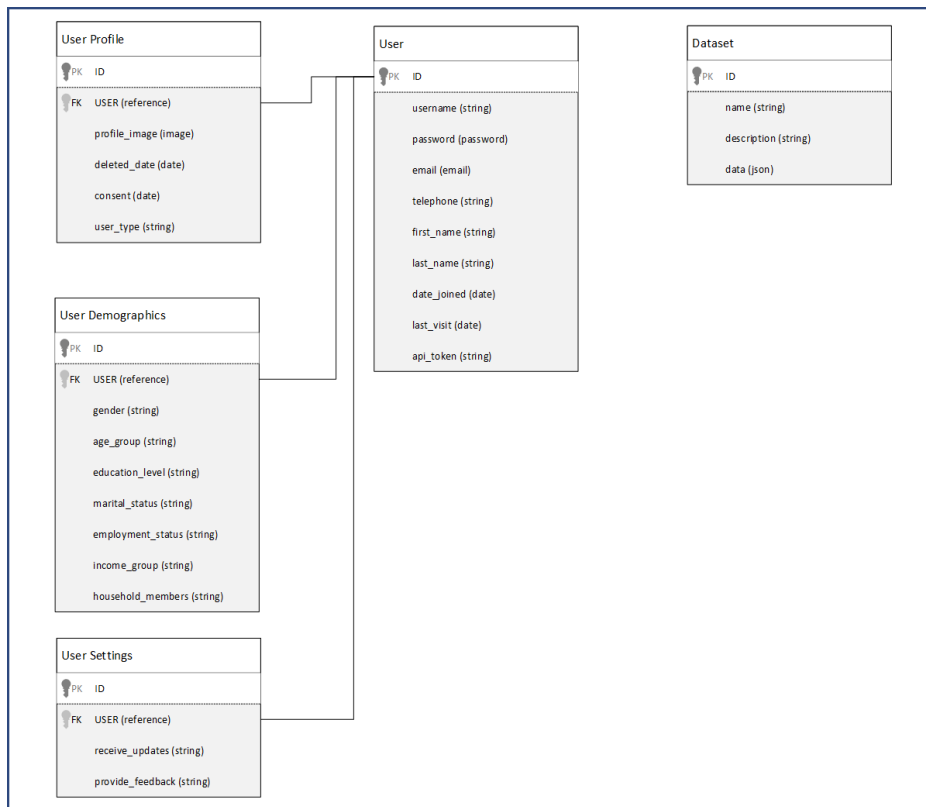 User Profile
PK ID
FK USER (reference)
profile_image (image)
deleted_date (date)
consent (date)
user_type (string)
User Demographics
PK ID
FK USER (reference)
gender (string)
age_group (string)
education_level (string)
marital_status (string)
employment_status (string)
income_group (string)
household_members (string)
User Settings
PK ID
FK USER (reference)
receive_updates (string)
provide_feedback (string)
User
PK ID
username (string)
password (password)
email (email)
telephone (string)
first_name (string)
last_name (string)
date_joined (date)
last_visit (date)
api_token (string)
Dataset
PK ID
name (string)
description (string)
data (json)